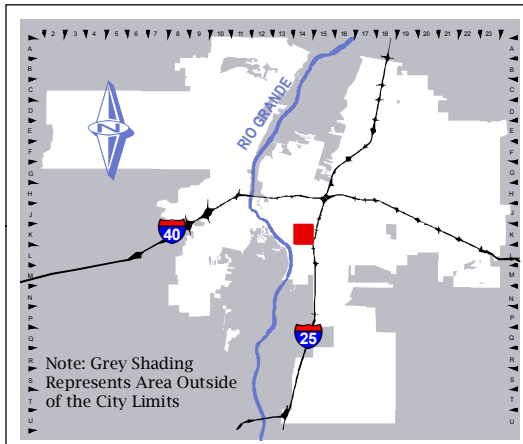 2 3 4 5 6 7 8 9 10 11 12 13 14 15 16 17 18 19 20 21 22 23
A A
B B
C C
D D
E E
F F
G G
H H
J J
K K
L L
M M
N N
P P
Q Q
R R
S S
T T
U U
N
RIO GRANDE
40
25
Note: Grey Shading
Represents Area Outside
of the City Limits